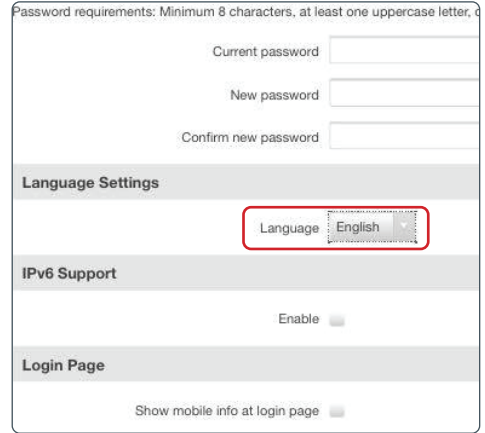 Password requirements: Minimum 8 characters, at least one uppercase letter,
Current password
New password
Confirm new password
Language Settings
Language English
IPv6 Support
Enable
Login Page
Show mobile info at login page